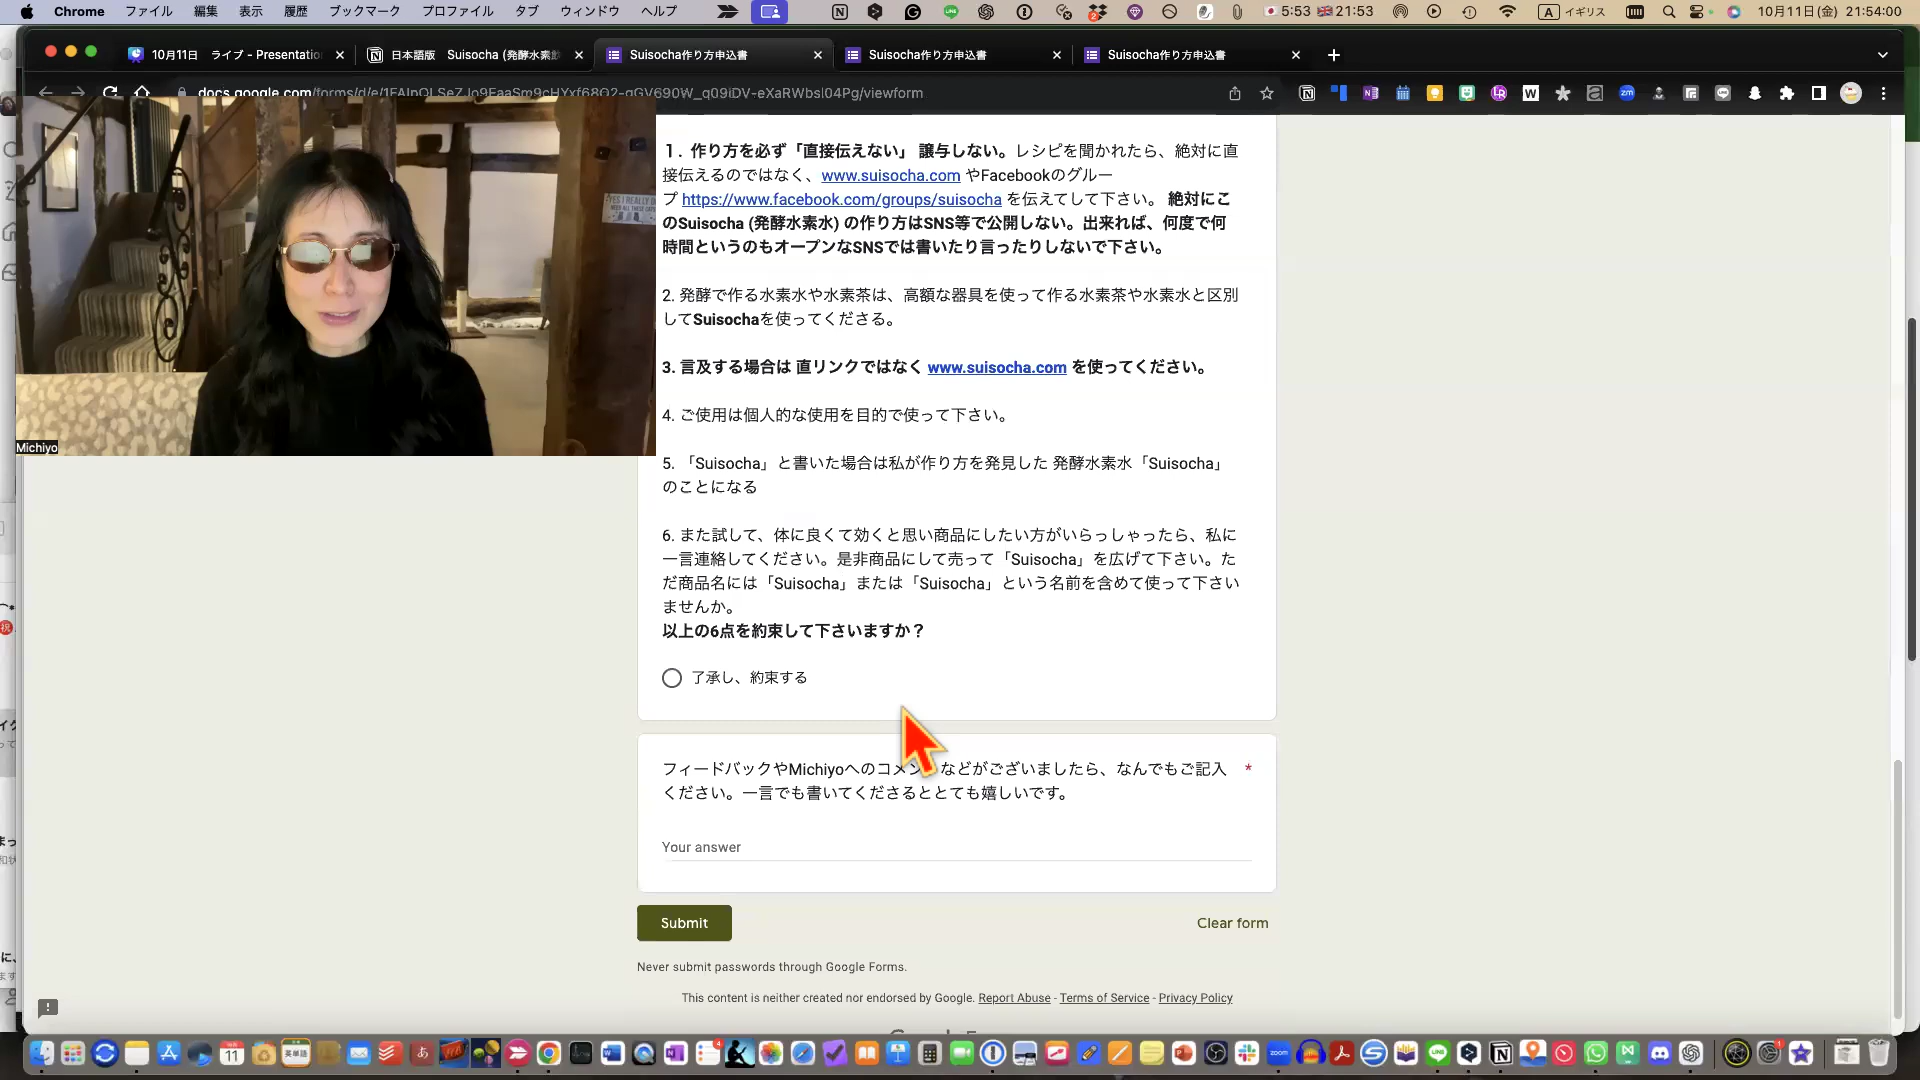 Chrome ファイル 編集 表示 履歴 ブックマーク プロファイル タブ ウィンドウ ヘルプ
5:53 21:53 A イギリス 10月11日(金) 21:54:00
10月11日 ライブ - Presentatio
日本語版 Suisocha (発酵水素飲
Suisocha作り方申込書
Suisocha作り方申込書
Suisocha作り方申込書
YES I REALLY D
NEED ALL THESE CATS
1. 作り方を必ず「直接伝えない」 譲与しない。レシピを聞かれたら、絶対に直
接伝えるのではなく、www.suisocha.com やFacebookのグルー
プ https://www.facebook.com/groups/suisocha を伝えてして下さい。 絶対にこ
のSuisocha (発酵水素水) の作り方はSNS等で公開しない。出来れば、何度で何
時間というのもオープンなSNSでは書いたり言ったりしないで下さい。
2. 発酵で作る水素水や水素茶は、高額な器具を使って作る水素茶や水素水と区別
してSuisochaを使ってくださる。
3. 言及する場合は 直リンクではなく www.suisocha.com を使ってください。
4. ご使用は個人的な使用を目的で使って下さい。
5. 「Suisocha」と書いた場合は私が作り方を発見した 発酵水素水「Suisocha」
のことになる
6. また試して、体に良くて効くと思い商品にしたい方がいらっしゃったら、私に
一言連絡してください。是非商品にして売って「Suisocha」を広げて下さい。た
だ商品名には「Suisocha」または「Suisocha」という名前を含めて使って下さい
ませんか。
以上の6点を約束して下さいますか？
了承し、約束する
Michiyo
フィードバックやMichiyoへのコメン などがございましたら、なんでもご記入 *
ください。一言でも書いてくださるととても嬉しいです。
Your answer
Submit
Clear form
Never submit passwords through Google Forms.
This content is neither created nor endorsed by Google. Report Abuse - Terms of Service - Privacy Policy